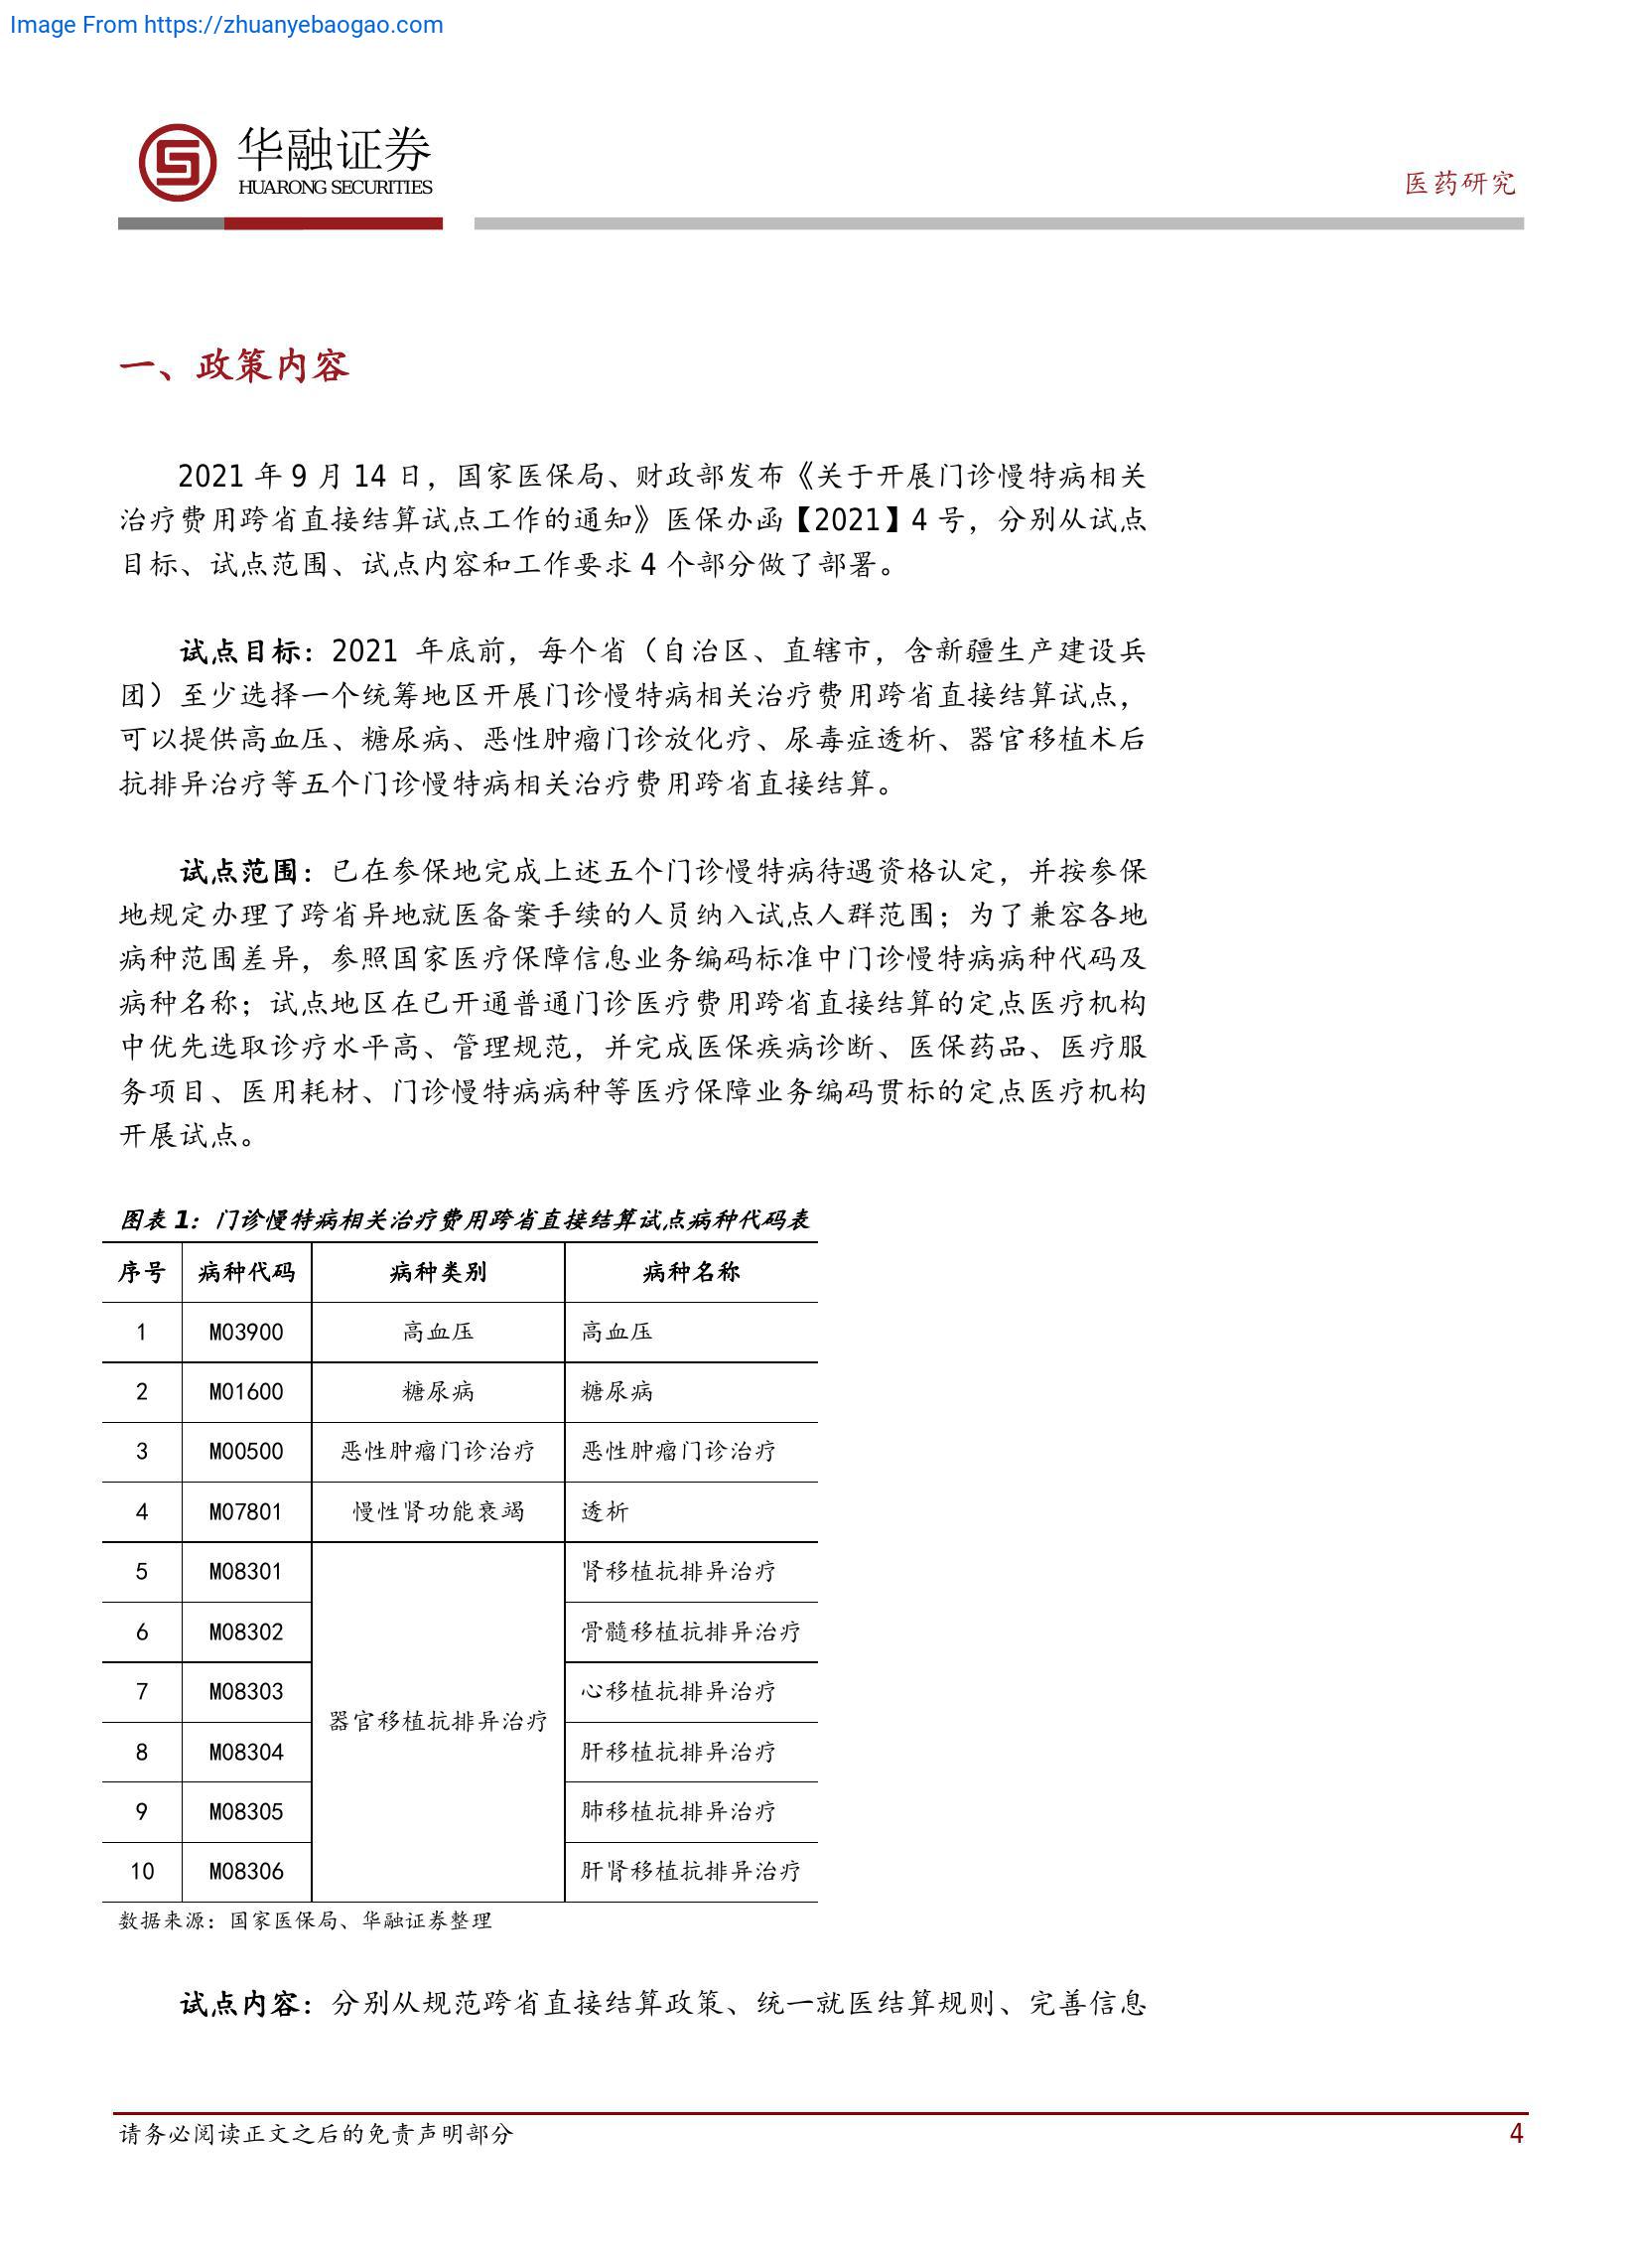 Image From https://zhuanyebaogao.com
华融证券
HUARONG SECURITIES
医药研究
一、政策内容
2021 年 9 月 14 日，国家医保局、财政部发布《关于开展门诊慢特病相关
治疗费用跨省直接结算试点工作的通知》医保办函【2021】4 号，分别从试点
目标、试点范围、试点内容和工作要求 4 个部分做了部署。
试点目标：2021 年底前，每个省（自治区、直辖市，含新疆生产建设兵
团）至少选择一个统筹地区开展门诊慢特病相关治疗费用跨省直接结算试点，
可以提供高血压、糖尿病、恶性肿瘤门诊放化疗、尿毒症透析、器官移植术后
抗排异治疗等五个门诊慢特病相关治疗费用跨省直接结算。
试点范围：已在参保地完成上述五个门诊慢特病待遇资格认定，并按参保
地规定办理了跨省异地就医备案手续的人员纳入试点人群范围；为了兼容各地
病种范围差异，参照国家医疗保障信息业务编码标准中门诊慢特病病种代码及
病种名称；试点地区在已开通普通门诊医疗费用跨省直接结算的定点医疗机构
中优先选取诊疗水平高、管理规范，并完成医保疾病诊断、医保药品、医疗服
务项目、医用耗材、门诊慢特病病种等医疗保障业务编码贯标的定点医疗机构
开展试点。
图表 1：门诊慢特病相关治疗费用跨省直接结算试点病种代码表
序号 病种代码 病种类别 病种名称
1 M03900 高血压 高血压
2 M01600 糖尿病 糖尿病
3 M00500 恶性肿瘤门诊治疗 恶性肿瘤门诊治疗
4 M07801 慢性肾功能衰竭 透析
5 M08301 肾移植抗排异治疗
6 M08302 骨髓移植抗排异治疗
7 M08303 心移植抗排异治疗
器官移植抗排异治疗
8 M08304 肝移植抗排异治疗
9 M08305 肺移植抗排异治疗
10 M08306 肝肾移植抗排异治疗
数据来源：国家医保局、华融证券整理
试点内容：分别从规范跨省直接结算政策、统一就医结算规则、完善信息
请务必阅读正文之后的免责声明部分
4